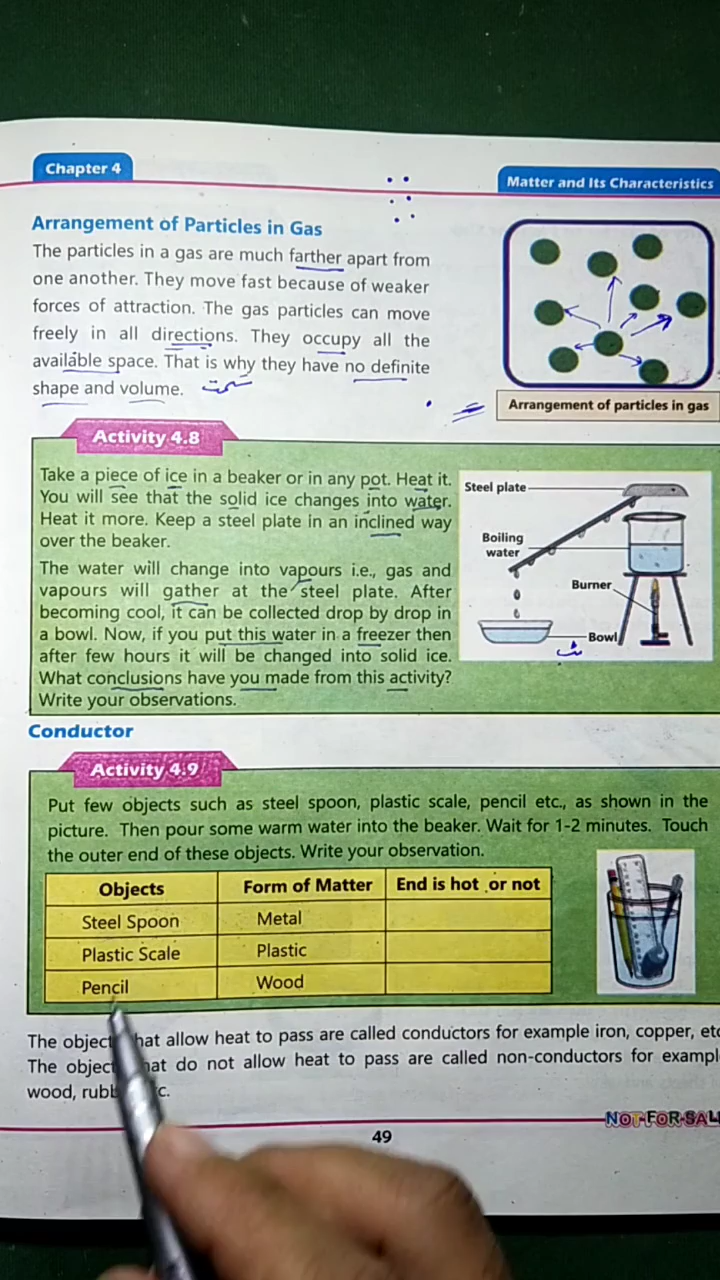 Chapter 4
Matter and Its Characteristics
Arrangement of Particles in Gas
The particles in a gas are much farther apart from
one another. They move fast because of weaker
forces of attraction. The gas particles can move
freely in all directions. They occupy all the
available space. That is why they have no definite
shape and volume.
Arrangement of particles in gas
Activity 4.8
Take a piece of ice in a beaker or in any pot. Heat it.
You will see that the solid ice changes into water.
Heat it more. Keep a steel plate in an inclined way
over the beaker.
The water will change into vapours i.e., gas and
vapours will gather at the steel plate. After
becoming cool, it can be collected drop by drop in
a bowl. Now, if you put this water in a freezer then
after few hours it will be changed into solid ice.
What conclusions have you made from this activity?
Write your observations.
Steel plate
Boiling
water
Burner
Bowl
Conductor
Activity 4.9
Put few objects such as steel spoon, plastic scale, pencil etc., as shown in the
picture. Then pour some warm water into the beaker. Wait for 1-2 minutes. Touch
the outer end of these objects. Write your observation.
Objects Form of Matter End is hot or not
Steel Spoon Metal
Plastic Scale Plastic
Pencil Wood
The object hat allow heat to pass are called conductors for example iron, copper, etc
The object hat do not allow heat to pass are called non-conductors for exampl
wood, rubb c.
NOT FOR SAL
49